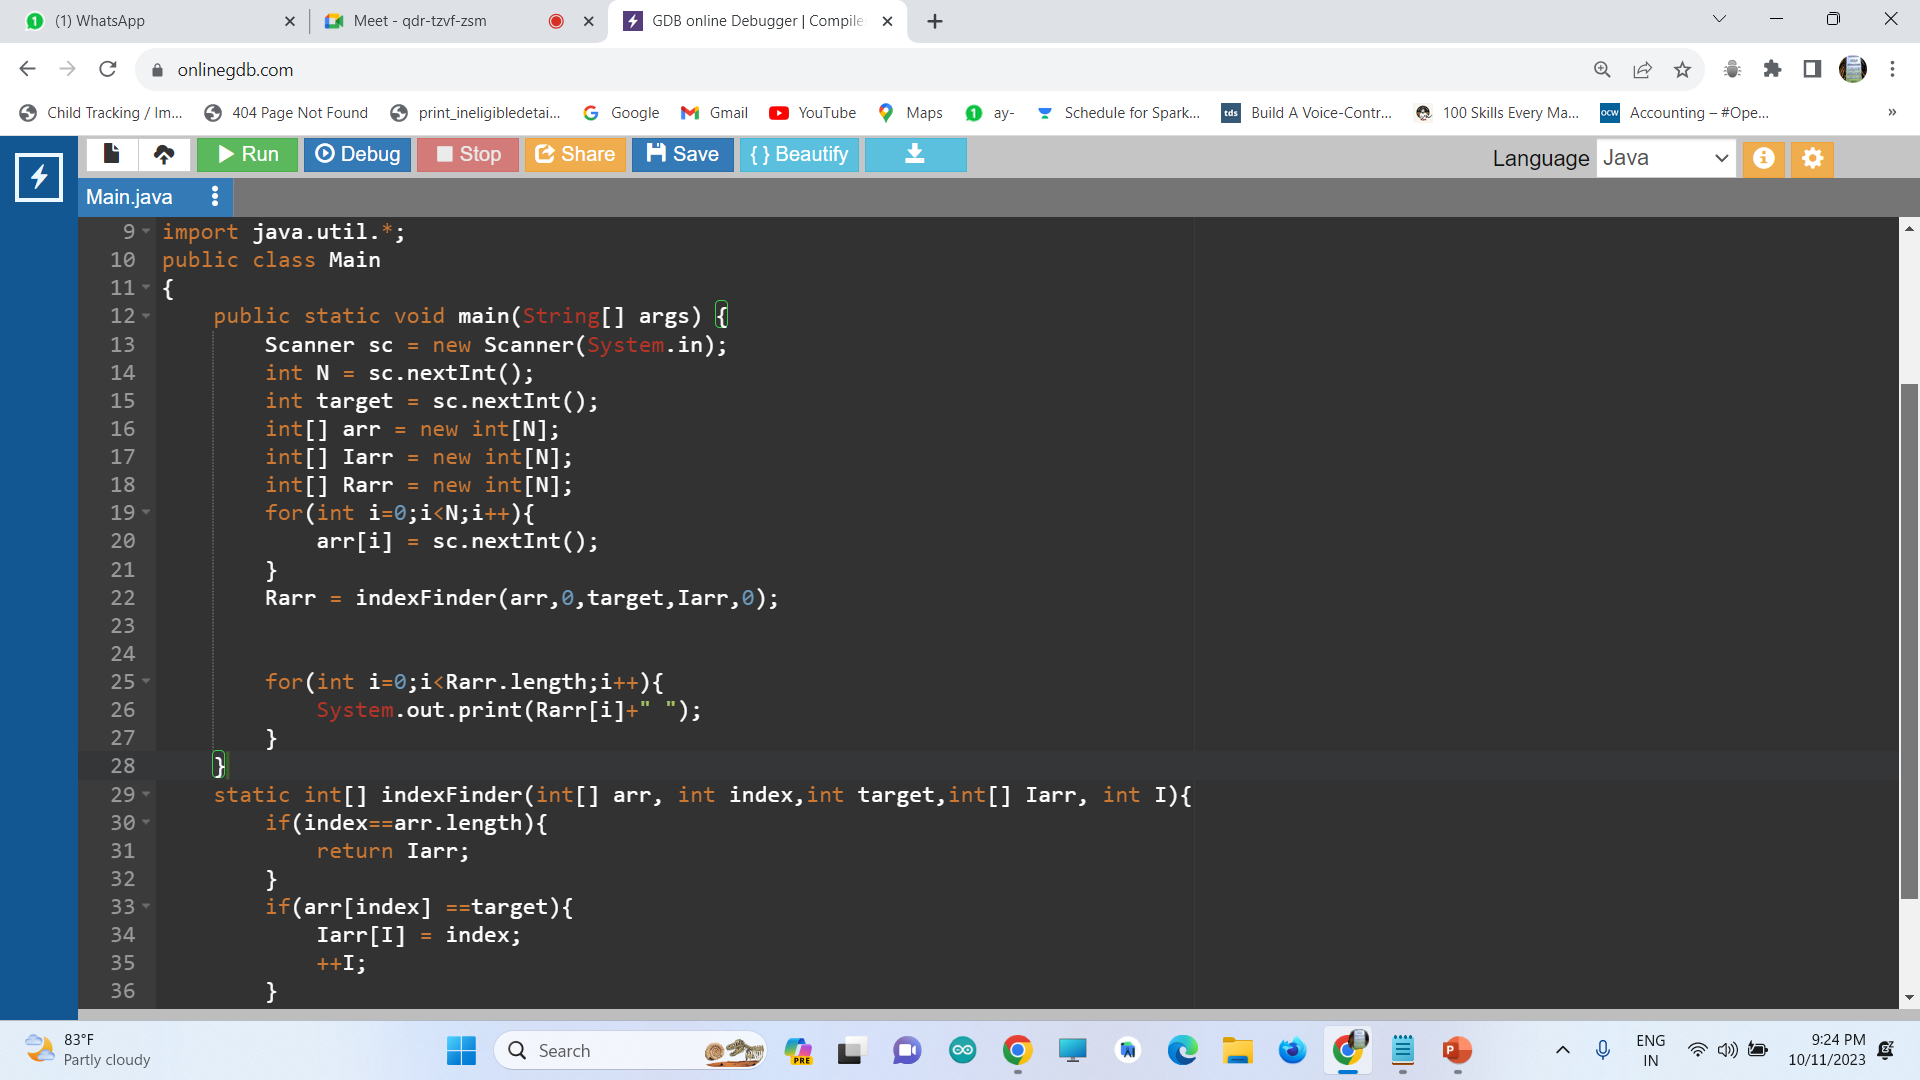 (1) WhatsApp
Meet - qdr-tzvf-zsm
GDB online Debugger | Compile
onlinegdb.com
Child Tracking / Im...
404 Page Not Found
print_ineligibledetai...
Google
Gmail
YouTube
Maps
ay-
Schedule for Spark...
tds
Build A Voice-Contr...
100 Skills Every Ma...
OCW
Accounting – #Ope...
Run
Debug
Stop
Share
Save
{ } Beautify
Language
Java
Main.java
9 import java.util.*;
10 public class Main
11 {
12 public static void main(String[] args) {
13 Scanner sc = new Scanner(System.in);
14 int N = sc.nextInt();
15 int target = sc.nextInt();
16 int[] arr = new int[N];
17 int[] Iarr = new int[N];
18 int[] Rarr = new int[N];
19 for(int i=0;i<N;i++){
20 arr[i] = sc.nextInt();
21 }
22 Rarr = indexFinder(arr,0,target,Iarr,0);
23
24
25 for(int i=0;i<Rarr.length;i++){
26 System.out.print(Rarr[i]+" ");
27 }
28 }
29 static int[] indexFinder(int[] arr, int index,int target,int[] Iarr, int I){
30 if(index==arr.length){
31 return Iarr;
32 }
33 if(arr[index] ==target){
34 Iarr[I] = index;
35 ++I;
36 }
83°F
Partly cloudy
Search
PRE
ENG
IN
9:24 PM
10/11/2023